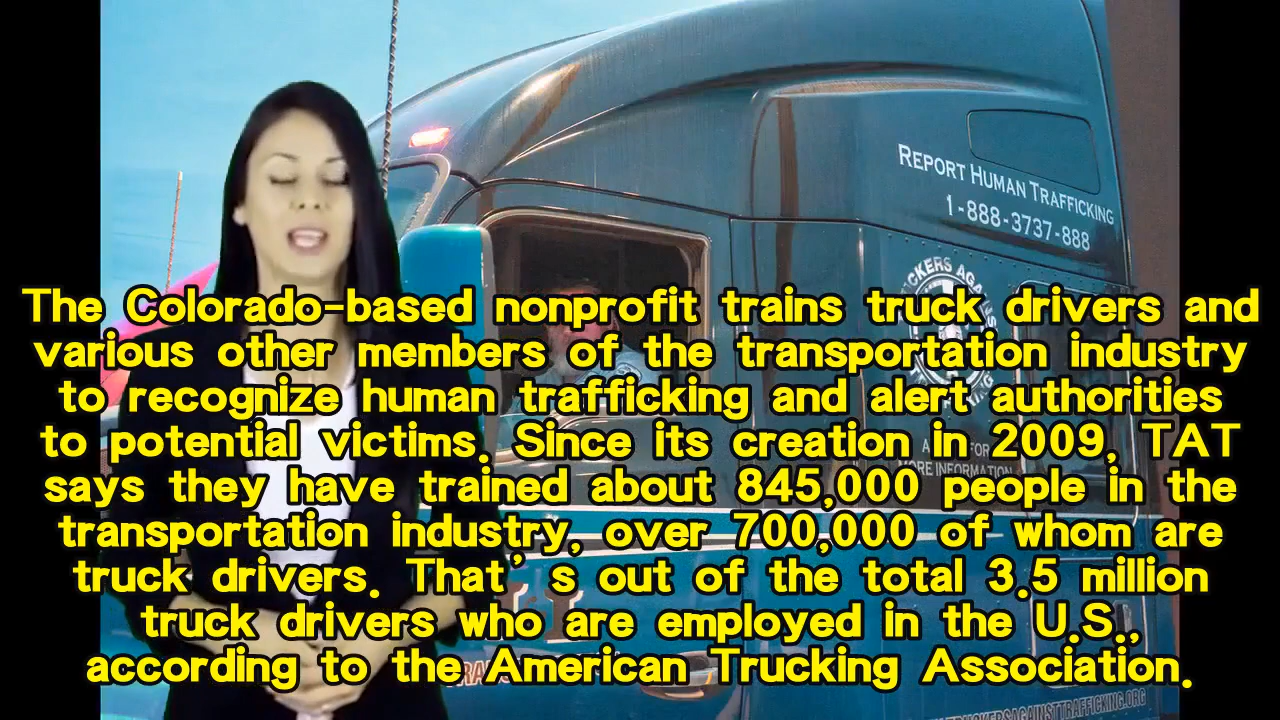 REPORT HUMAN TRAFFICKING
1-888-3737-888
The Colorado-based nonprofit trains truck drivers and
various other members of the transportation industry
to recognize human trafficking and alert authorities
to potential victims. Since its creation in 2009, TAT
says they have trained about 845,000 people in the
transportation industry, over 700,000 of whom are
truck drivers. That's out of the total 3.5 million
truck drivers who are employed in the U.S.,
according to the American Trucking Association.
MORE INFORMATION